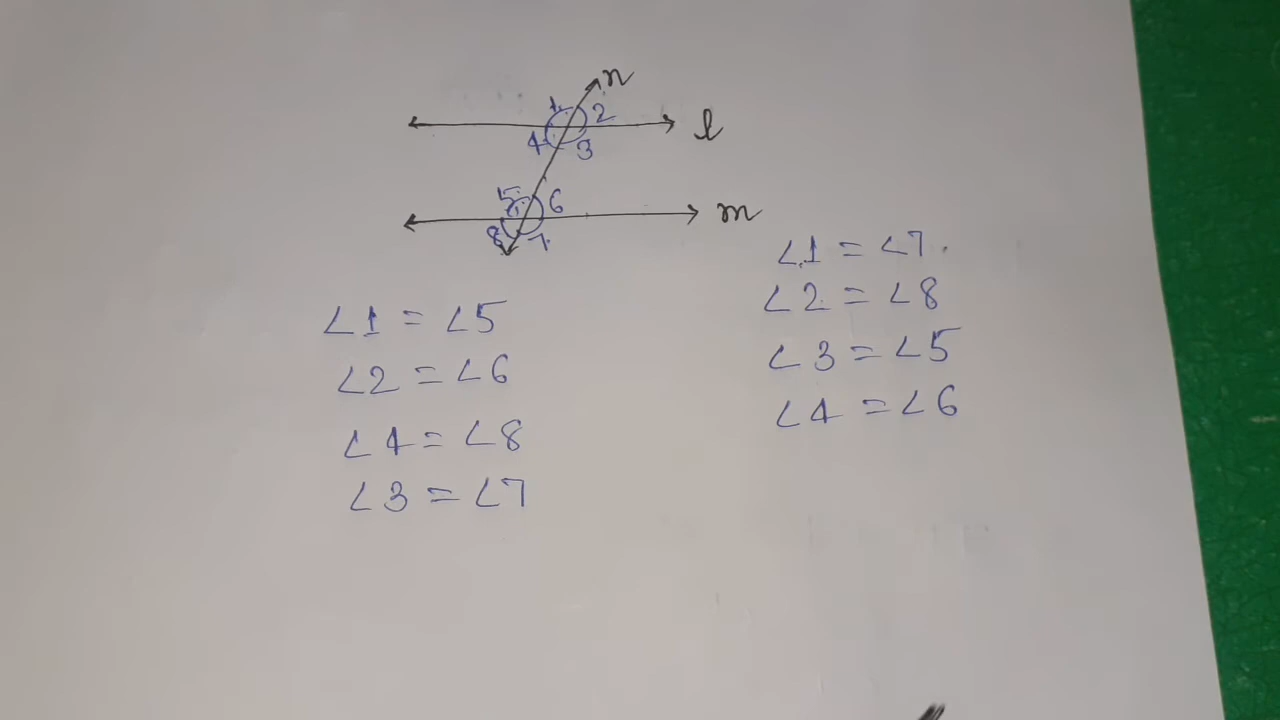 n
1 2
l
4 3
5 6
m
8 7
∠1 = ∠5
∠2 = ∠6
∠4 = ∠8
∠3 = ∠7
∠1 = ∠7
∠2 = ∠8
∠3 = ∠5
∠4 = ∠6